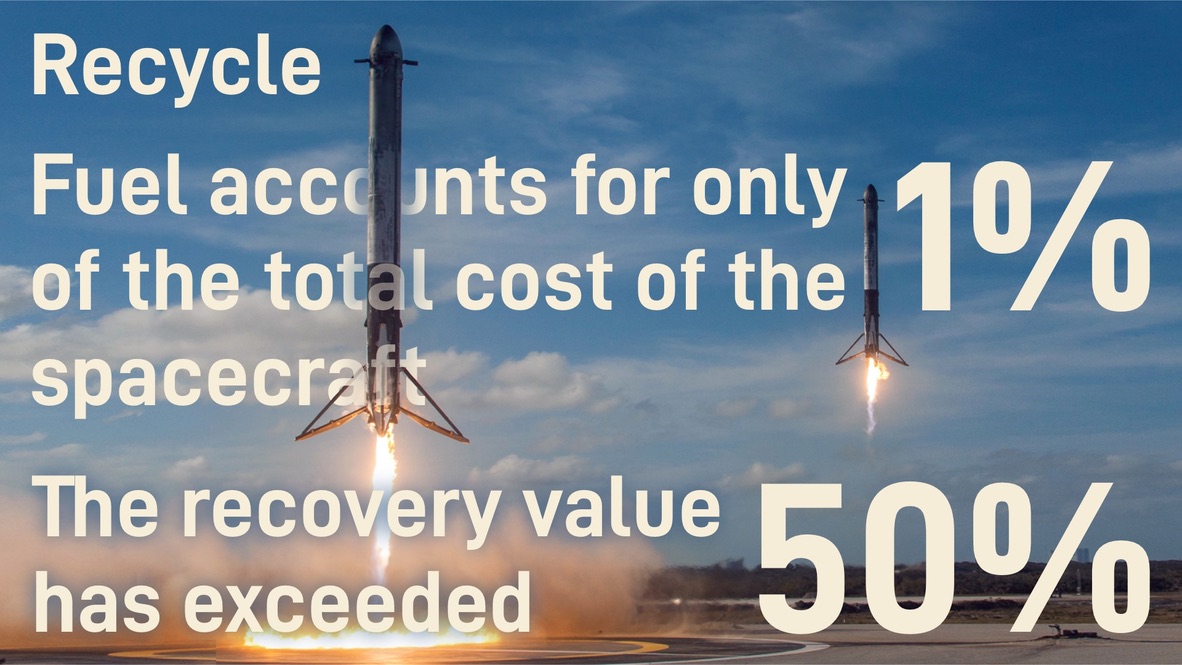 Recycle
Fuel accounts for only
of the total cost of the
spacecraft
1%
The recovery value
has exceeded
50%